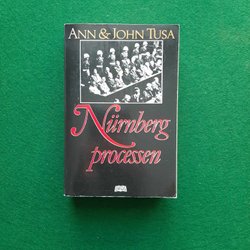 ANN & JOHN TUSA
Nürnberg
processen